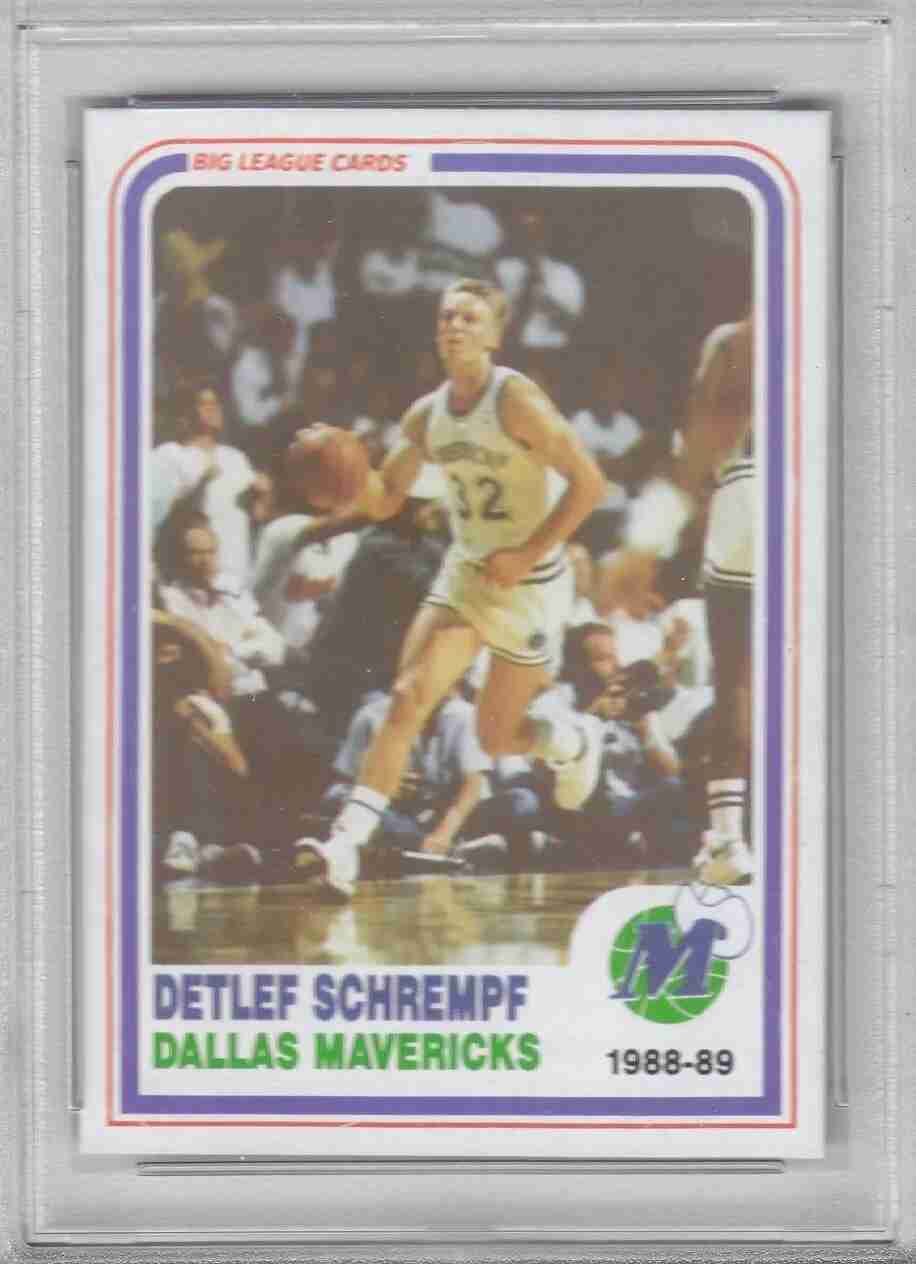 BIG LEAGUE CARDS
32
M
DETLEF SCHREMPF
DALLAS MAVERICKS
1988-89